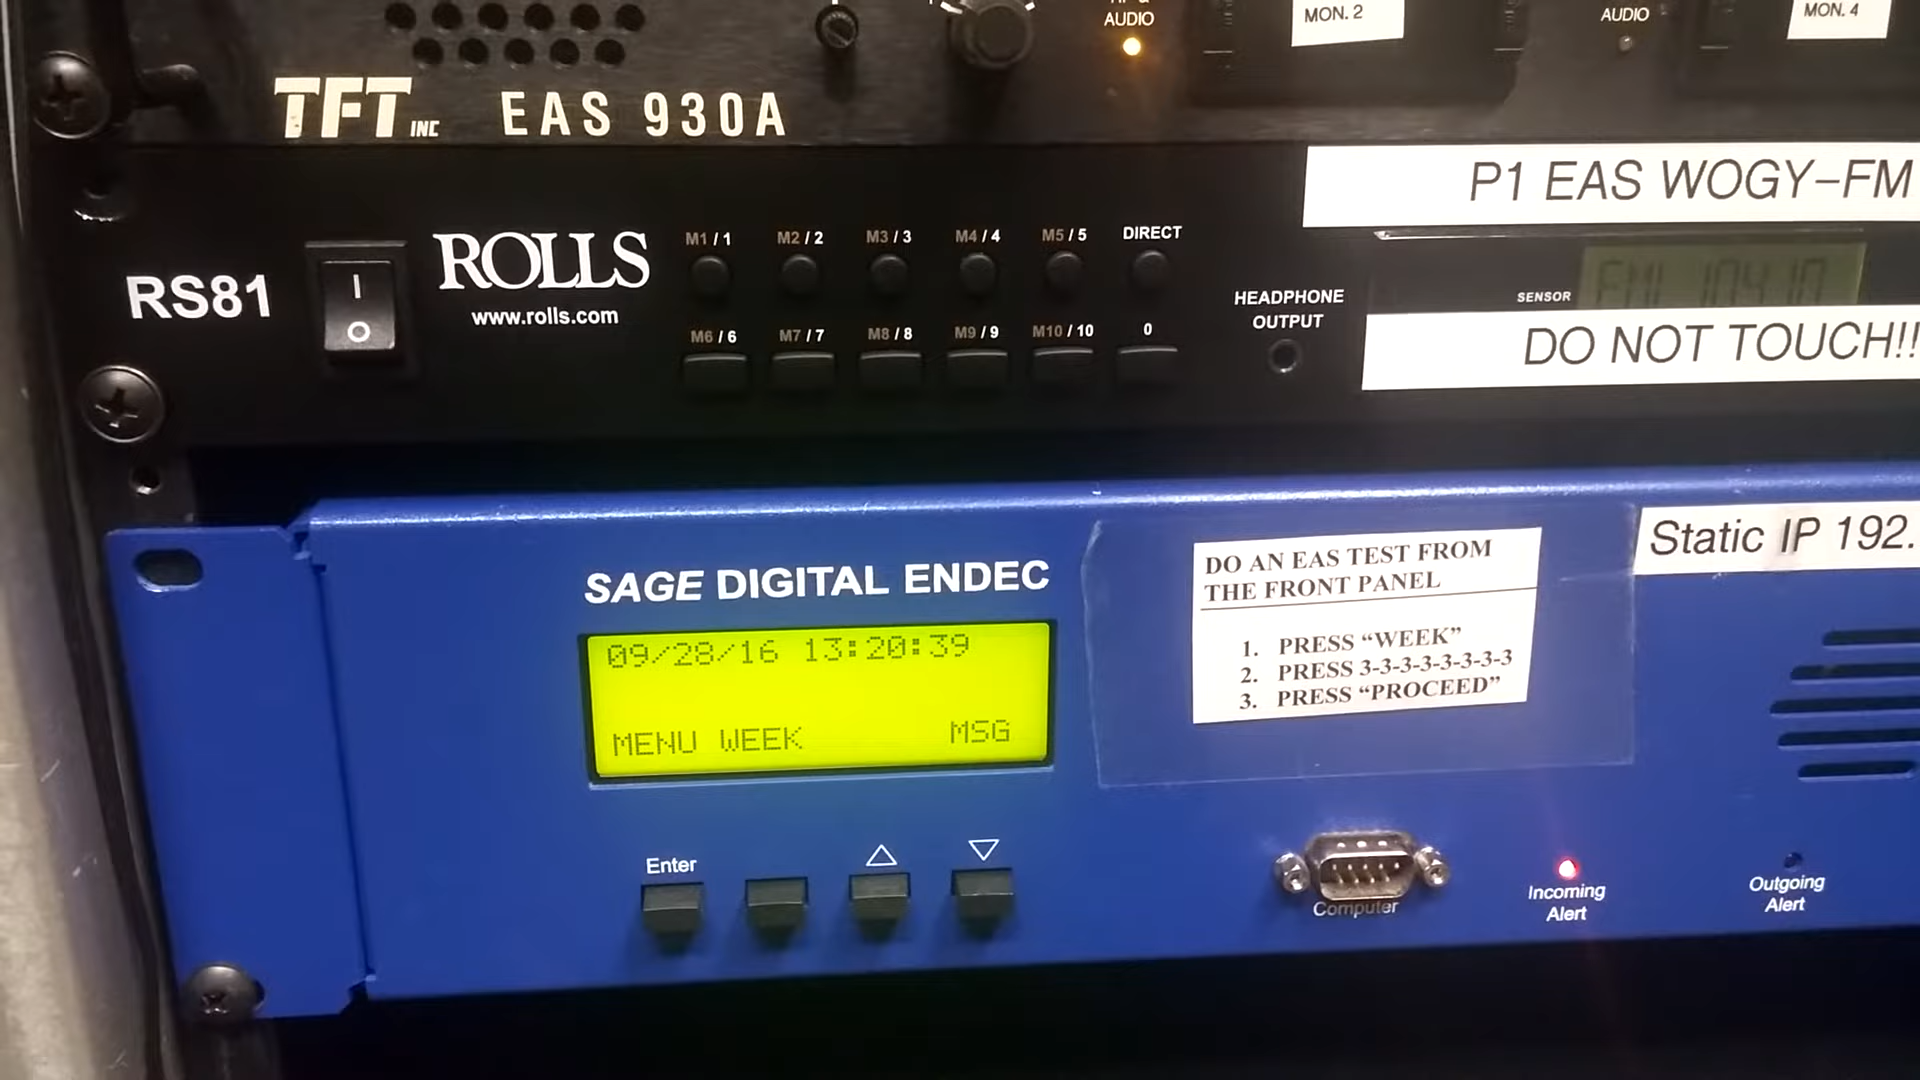 AUDIO
MON. 2
AUDIO
MON. 4
TFT INC EAS 930A
P1 EAS WOGY-FM
RS81
I
O
ROLLS
www.rolls.com
M1 / 1 M2 / 2 M3 / 3 M4 / 4 M5 / 5 DIRECT
M6 / 6 M7 / 7 M8 / 8 M9 / 9 M10 / 10 0
HEADPHONE
OUTPUT
SENSOR
DO NOT TOUCH!!
Static IP 192.
SAGE DIGITAL ENDEC
09/28/16 13:20:39
MENU WEEK MSG
DO AN EAS TEST FROM
THE FRONT PANEL
1. PRESS “WEEK”
2. PRESS 3-3-3-3-3-3-3-3
3. PRESS “PROCEED”
Enter
Computer
Incoming
Alert
Outgoing
Alert